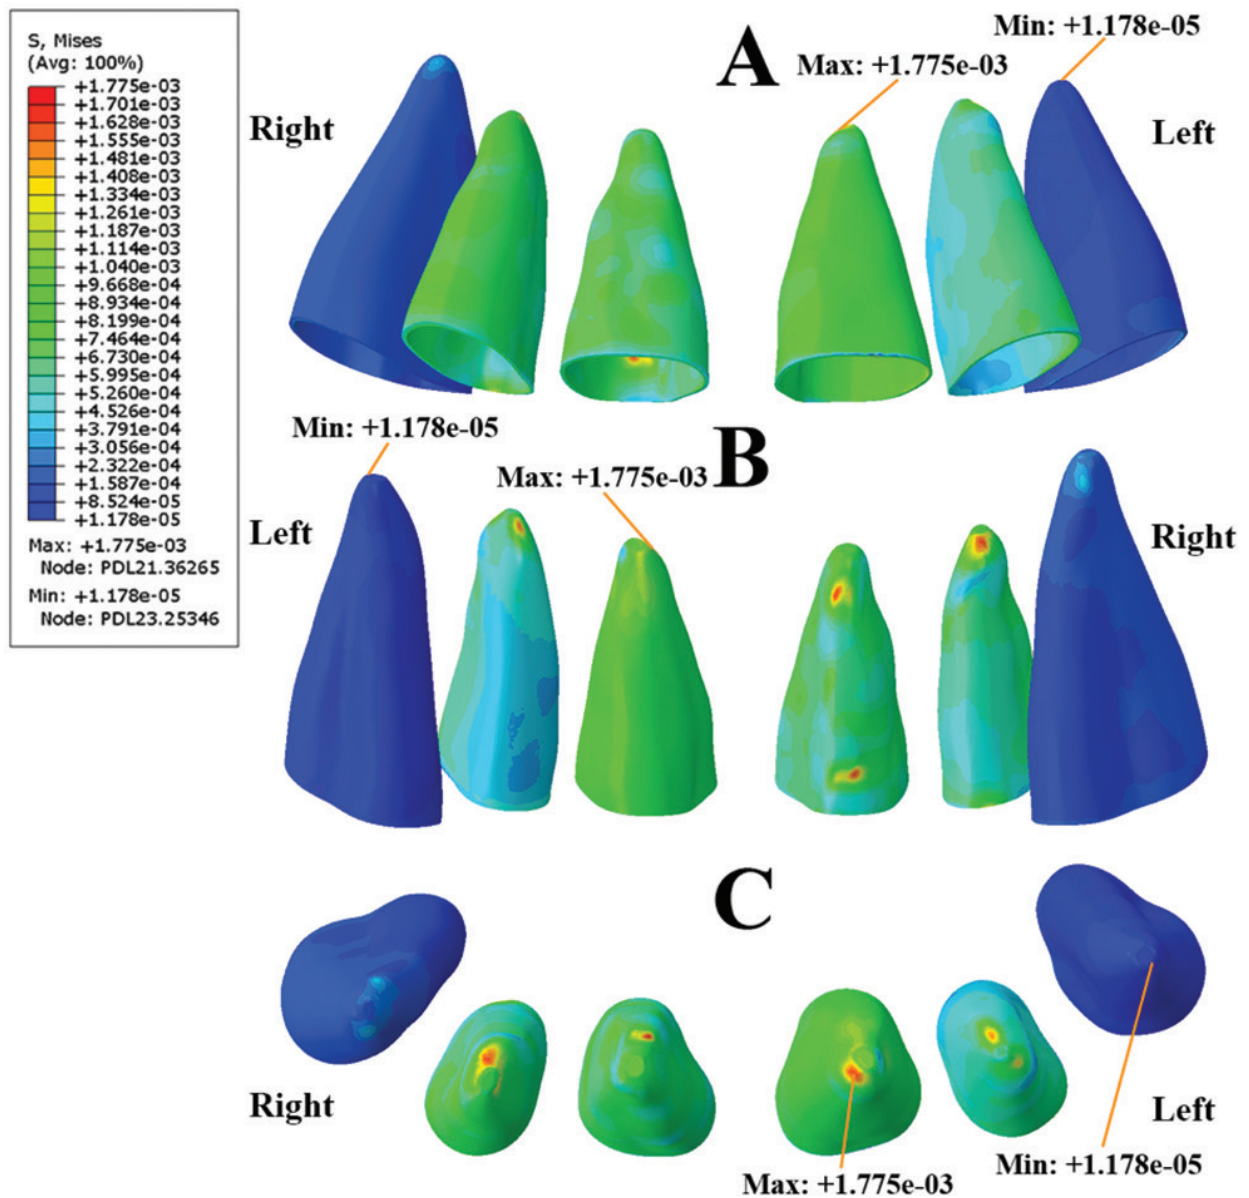 S, Mises
(Avg: 100%)
+1.775e-03
+1.701e-03
+1.628e-03
+1.555e-03
+1.481e-03
+1.408e-03
+1.334e-03
+1.261e-03
+1.187e-03
+1.114e-03
+1.040e-03
+9.668e-04
+8.934e-04
+8.199e-04
+7.464e-04
+6.730e-04
+5.995e-04
+5.260e-04
+4.526e-04
+3.791e-04
+3.056e-04
+2.322e-04
+1.587e-04
+8.524e-05
+1.178e-05
Max: +1.775e-03
Node: PDL21.36265
Min: +1.178e-05
Node: PDL23.25346
A
Min: +1.178e-05
Max: +1.775e-03
Right
Left
B
Min: +1.178e-05
Max: +1.775e-03
Left
Right
C
Right
Left
Max: +1.775e-03
Min: +1.178e-05